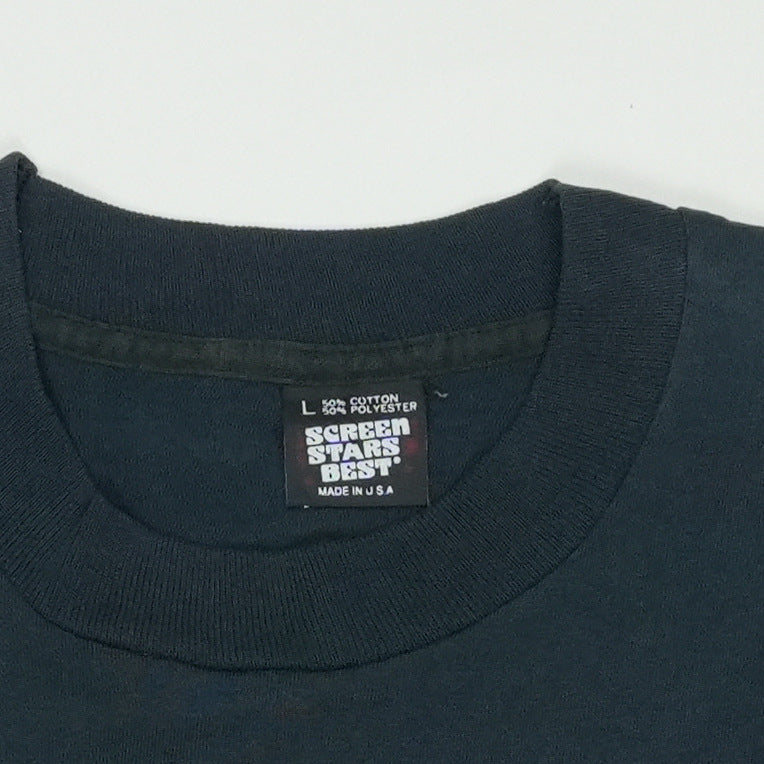 L 50% COTTON
50% POLYESTER
SCREEN
STARS
BEST
MADE IN U S A